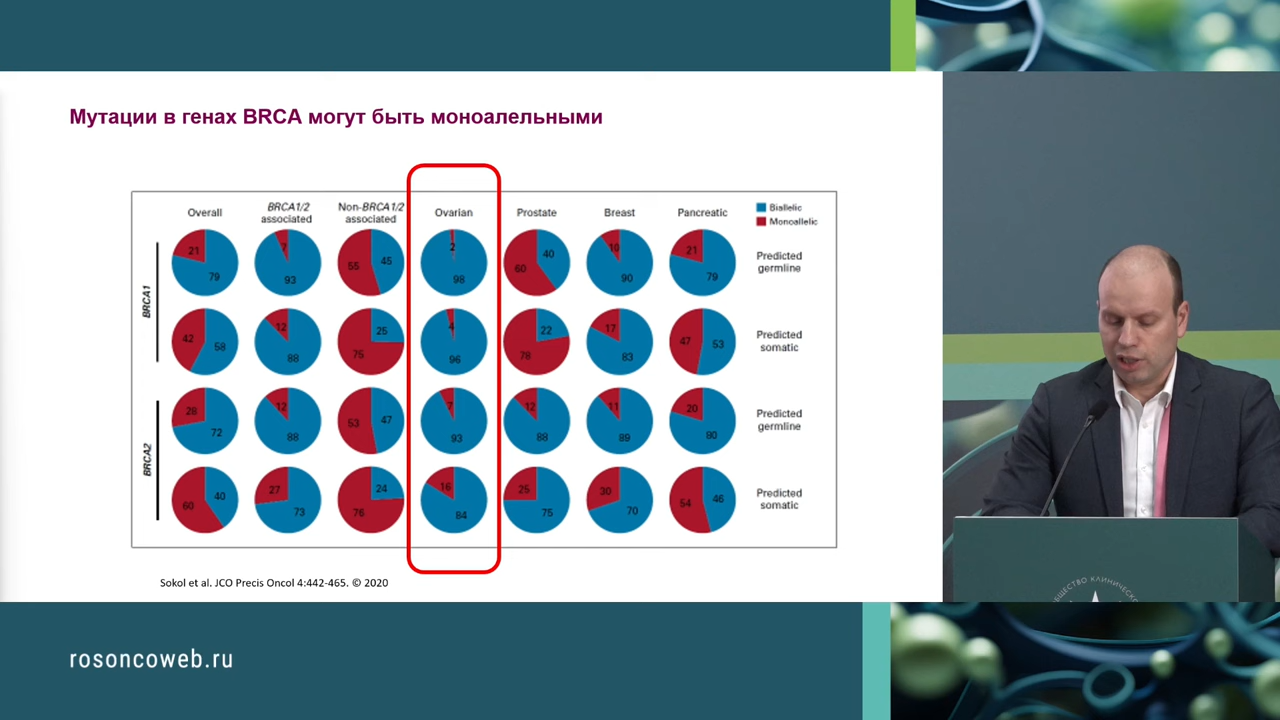 Мутации в генах BRCA могут быть моноалельными
Overall
BRCA1/2
associated
Non-BRCA1/2
associated
Ovarian
Prostate
Breast
Pancreatic
Biallelic
Monoallelic
BRCA1
21
79
7
93
55
45
2
98
60
40
10
90
21
79
Predicted
germline
42
58
12
88
25
75
4
96
22
78
17
83
47
53
Predicted
somatic
BRCA2
28
72
12
88
53
47
7
93
12
88
11
89
20
80
Predicted
germline
60
40
27
73
24
76
16
84
25
75
30
70
54
46
Predicted
somatic
Sokol et al. JCO Precis Oncol 4:442-465. © 2020
rosoncoweb.ru